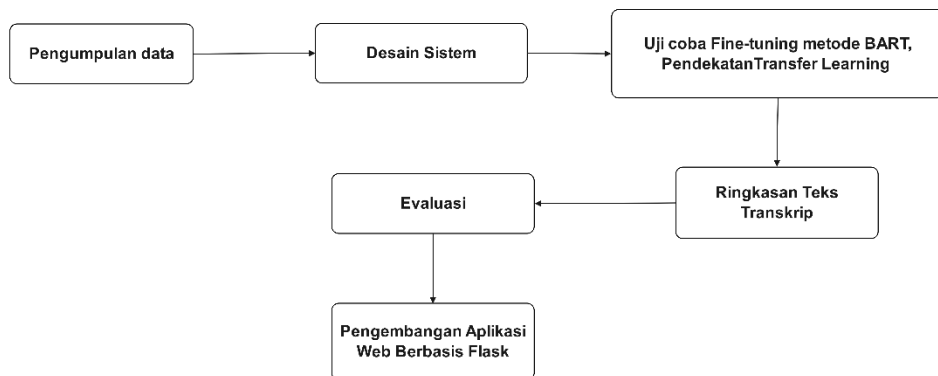 Pengumpulan data
Desain Sistem
Uji coba Fine-tuning metode BART,
PendekatanTransfer Learning
Ringkasan Teks
Transkrip
Evaluasi
Pengembangan Aplikasi
Web Berbasis Flask